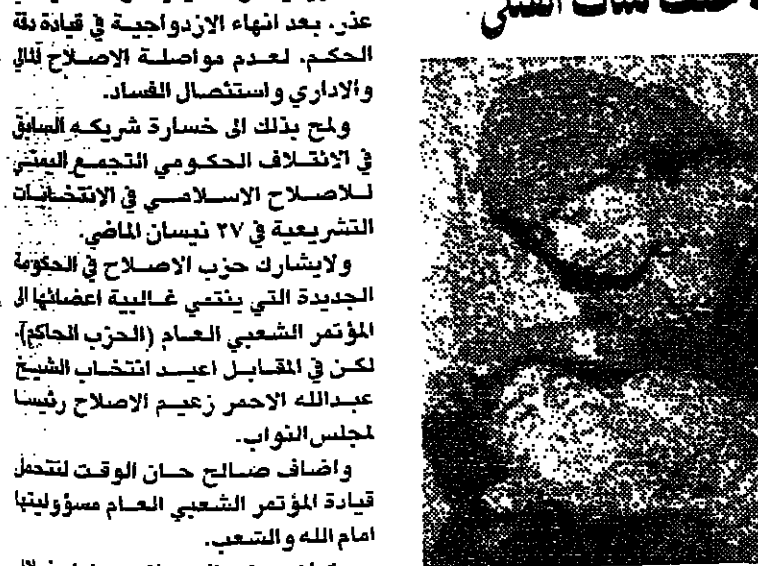 عذر. بعد انهاء الازدواجية في قيادة دفة
الحكم. لعدم مواصلة الاصلاح المالي
والاداري واستئصال الفساد.
ولمح بذلك الى خسارة شريكه السابق
في الائتلاف الحكومي التجمع اليمني
للاصلاح الاسلامي في الانتخابات
التشريعية في ٢٧ نيسان الماضي.
ولايشارك حزب الاصلاح في الحكومة
الجديدة التي ينتمي غالبية اعضائها الى
المؤتمر الشعبي العام (الحزب الحاكم).
لكن في المقابل اعيد انتخاب الشيخ
عبدالله الاحمر زعيم الاصلاح رئيسا
لمجلس النواب.
واضاف صالح حان الوقت لتتحمل
قيادة المؤتمر الشعبي العام مسؤوليتها
امام الله والشعب.